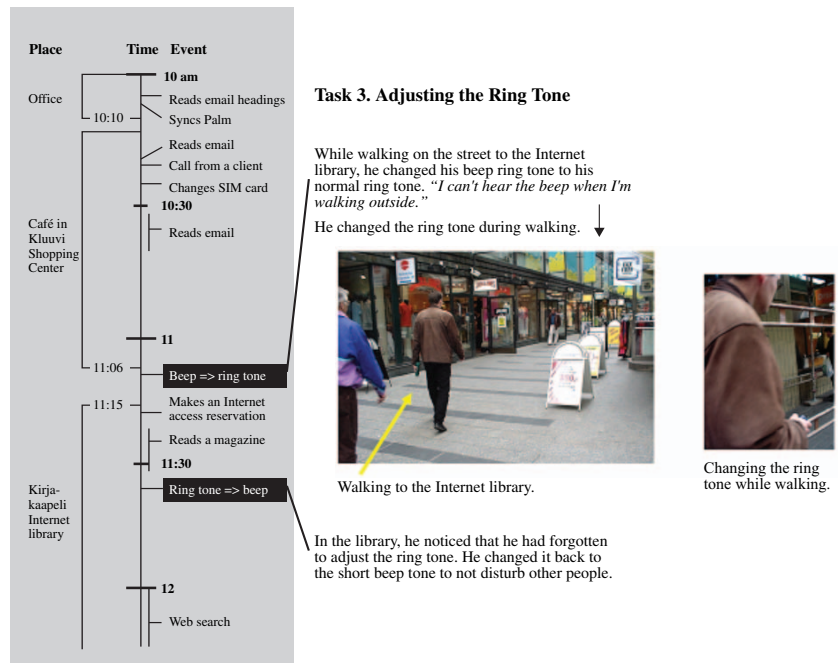 Place Time Event
10 am
Office
Reads email headings
10:10
Syncs Palm
Reads email
Call from a client
Changes SIM card
10:30
Café in
Kluuvi
Shopping
Center
Reads email
11
11:06
Beep => ring tone
11:15
Makes an Internet
access reservation
Reads a magazine
11:30
Kirja-
kaapeli
Internet
library
Ring tone => beep
12
Web search
Task 3. Adjusting the Ring Tone
While walking on the street to the Internet
library, he changed his beep ring tone to his
normal ring tone. “I can't hear the beep when I'm
walking outside.”
He changed the ring tone during walking.
Walking to the Internet library.
Changing the ring
tone while walking.
In the library, he noticed that he had forgotten
to adjust the ring tone. He changed it back to
the short beep tone to not disturb other people.